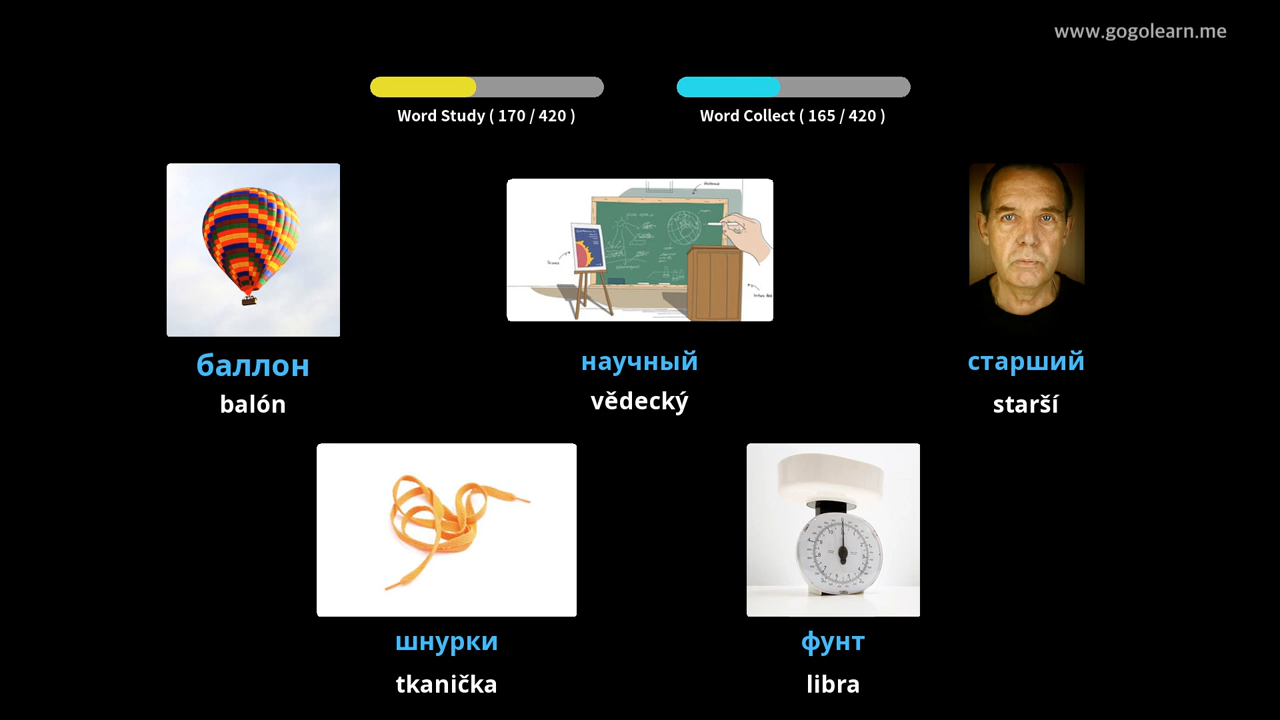 www.gogolearn.me
Word Study ( 170 / 420 )
Word Collect ( 165 / 420 )
баллон
balón
научный
vědecký
старший
starší
шнурки
tkanička
фунт
libra